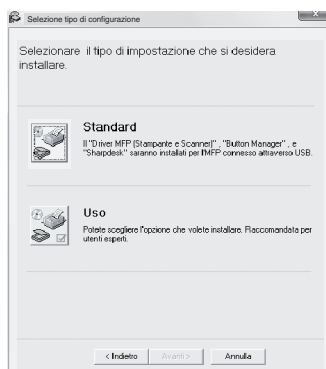 Selezione tipo di configurazione
Selezionare il tipo di impostazione che si desidera
installare.
Standard
Il "Driver MFP (Stampante e Scanner)" , "Button Manager" , e
"Sharpdesk" saranno installati per l'MFP connesso attraverso USB.
Uso
Potete scegliere l'opzione che volete installare. Raccomandata per
utenti esperti.
< Indietro Avanti > Annulla